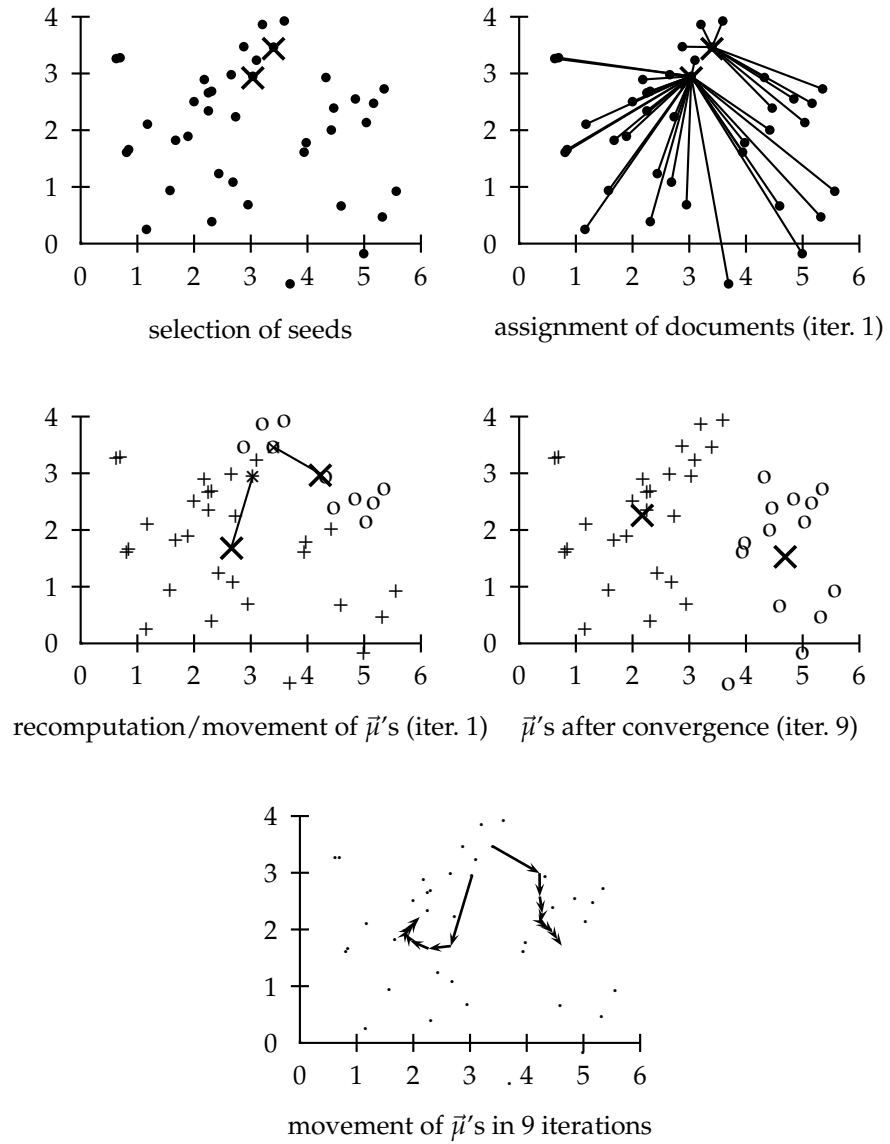 4
3
2
1
0
0 1 2 3 4 5 6
selection of seeds
4
3
2
1
0
0 1 2 3 4 5 6
assignment of documents (iter. 1)
4
3
2
1
0
0 1 2 3 4 5 6
recomputation/movement of μ⃗'s (iter. 1)
4
3
2
1
0
0 1 2 3 4 5 6
μ⃗'s after convergence (iter. 9)
4
3
2
1
0
0 1 2 3 4 5 6
movement of μ⃗'s in 9 iterations